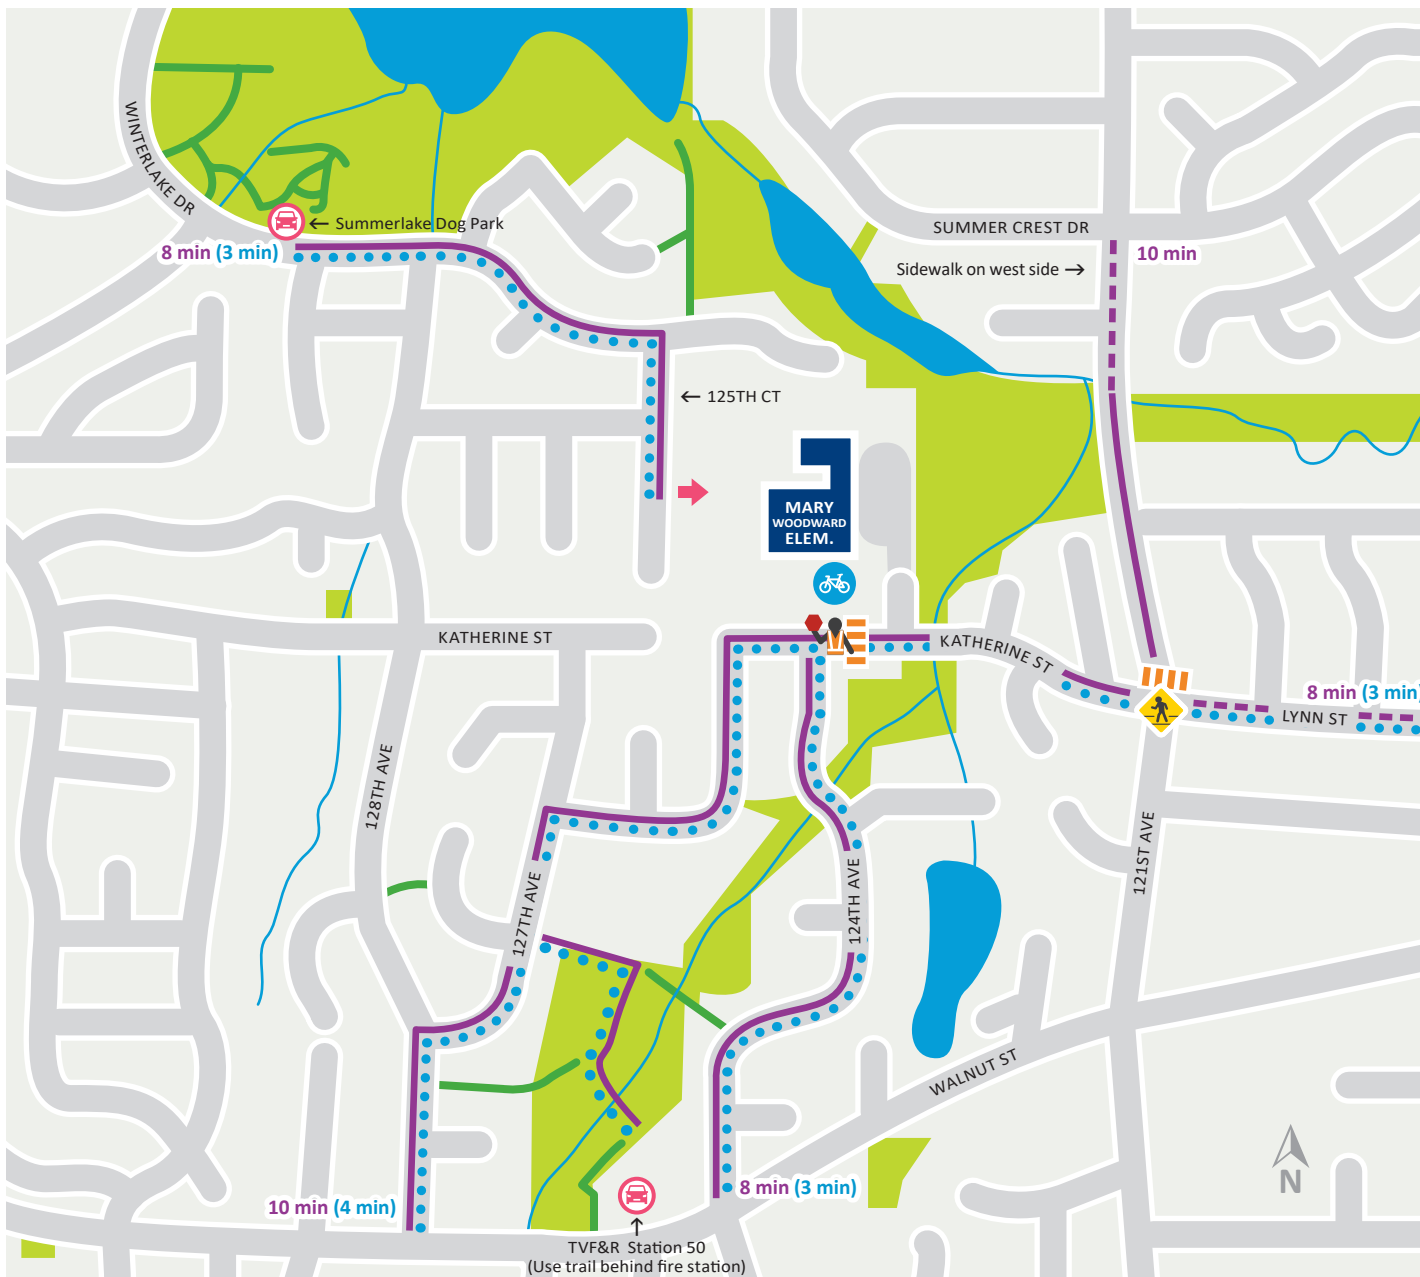 WINTERLAKE DR
← Summerlake Dog Park
8 min (3 min)
SUMMER CREST DR
10 min
Sidewalk on west side →
← 125TH CT
MARY
WOODWARD
ELEM.
KATHERINE ST
KATHERINE ST
8 min (3 min)
LYNN ST
128TH AVE
127TH AVE
124TH AVE
121ST AVE
WALNUT ST
N
10 min (4 min)
8 min (3 min)
TVF&R Station 50
(Use trail behind fire station)